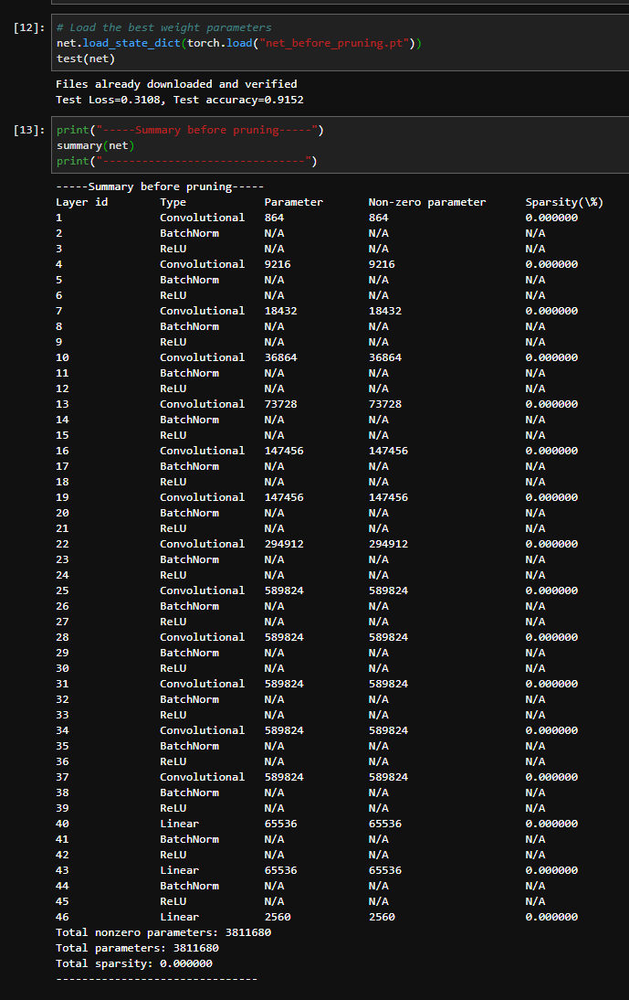 [12]: # Load the best weight parameters
net.load_state_dict(torch.load("net_before_pruning.pt"))
test(net)
Files already downloaded and verified
Test Loss=0.3108, Test accuracy=0.9152
[13]: print("-----Summary before pruning-----")
summary(net)
print("-------------------------------")
-----Summary before pruning-----
Layer id Type Parameter Non-zero parameter Sparsity(\%)
1 Convolutional 864 864 0.000000
2 BatchNorm N/A N/A N/A
3 ReLU N/A N/A N/A
4 Convolutional 9216 9216 0.000000
5 BatchNorm N/A N/A N/A
6 ReLU N/A N/A N/A
7 Convolutional 18432 18432 0.000000
8 BatchNorm N/A N/A N/A
9 ReLU N/A N/A N/A
10 Convolutional 36864 36864 0.000000
11 BatchNorm N/A N/A N/A
12 ReLU N/A N/A N/A
13 Convolutional 73728 73728 0.000000
14 BatchNorm N/A N/A N/A
15 ReLU N/A N/A N/A
16 Convolutional 147456 147456 0.000000
17 BatchNorm N/A N/A N/A
18 ReLU N/A N/A N/A
19 Convolutional 147456 147456 0.000000
20 BatchNorm N/A N/A N/A
21 ReLU N/A N/A N/A
22 Convolutional 294912 294912 0.000000
23 BatchNorm N/A N/A N/A
24 ReLU N/A N/A N/A
25 Convolutional 589824 589824 0.000000
26 BatchNorm N/A N/A N/A
27 ReLU N/A N/A N/A
28 Convolutional 589824 589824 0.000000
29 BatchNorm N/A N/A N/A
30 ReLU N/A N/A N/A
31 Convolutional 589824 589824 0.000000
32 BatchNorm N/A N/A N/A
33 ReLU N/A N/A N/A
34 Convolutional 589824 589824 0.000000
35 BatchNorm N/A N/A N/A
36 ReLU N/A N/A N/A
37 Convolutional 589824 589824 0.000000
38 BatchNorm N/A N/A N/A
39 ReLU N/A N/A N/A
40 Linear 65536 65536 0.000000
41 BatchNorm N/A N/A N/A
42 ReLU N/A N/A N/A
43 Linear 65536 65536 0.000000
44 BatchNorm N/A N/A N/A
45 ReLU N/A N/A N/A
46 Linear 2560 2560 0.000000
Total nonzero parameters: 3811680
Total parameters: 3811680
Total sparsity: 0.000000
-------------------------------